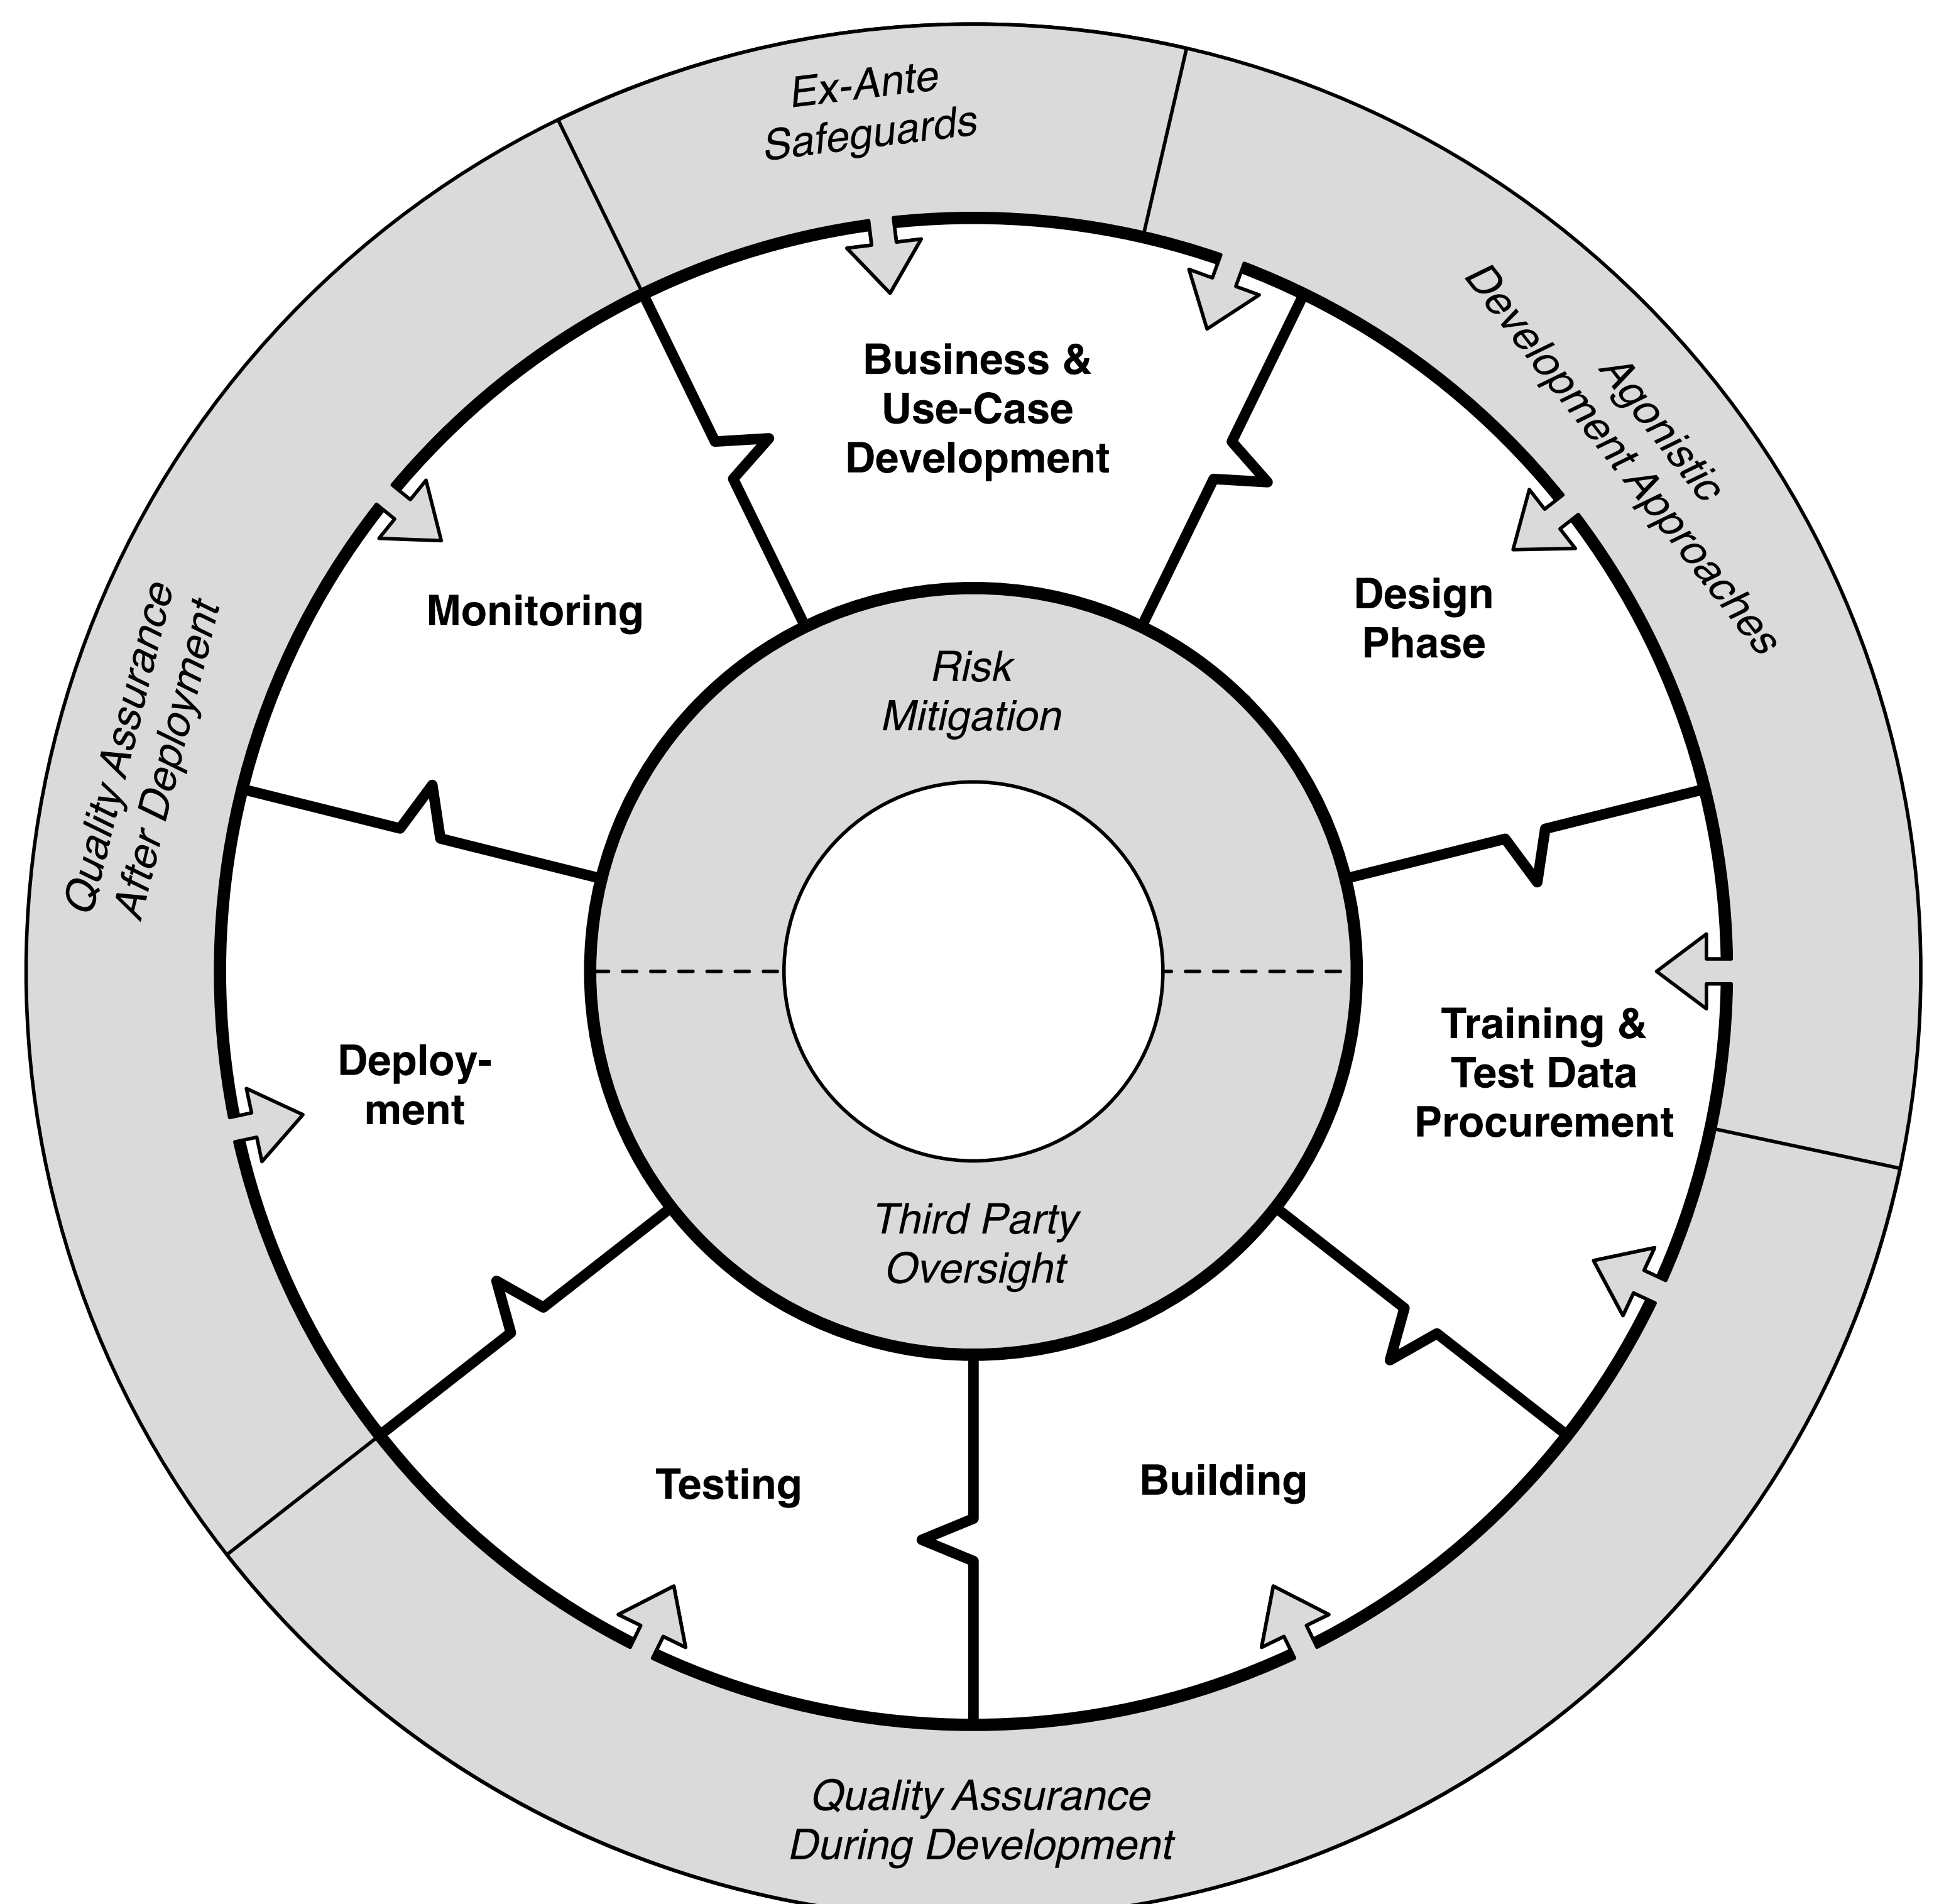 Ex-Ante
Safeguards
Agonistic
Development Approaches
Business &
Use-Case
Development
Monitoring
Design
Phase
Quality Assurance
After Deployment
Risk
Mitigation
Training &
Test Data
Procurement
Deploy-
ment
Third Party
Oversight
Testing
Building
Quality Assurance
During Development